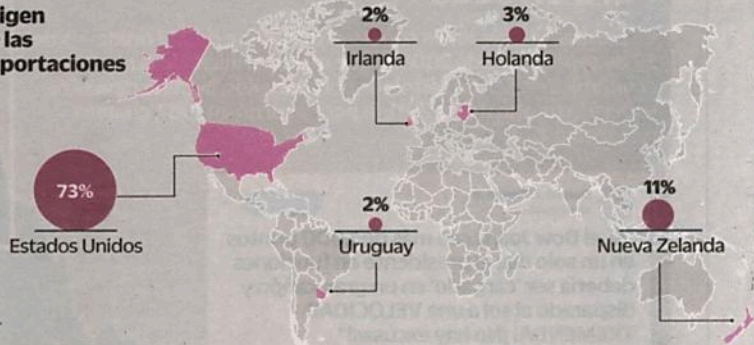 igen
las
portaciones
2%
Irlanda
3%
Holanda
73%
Estados Unidos
2%
Uruguay
11%
Nueva Zelanda